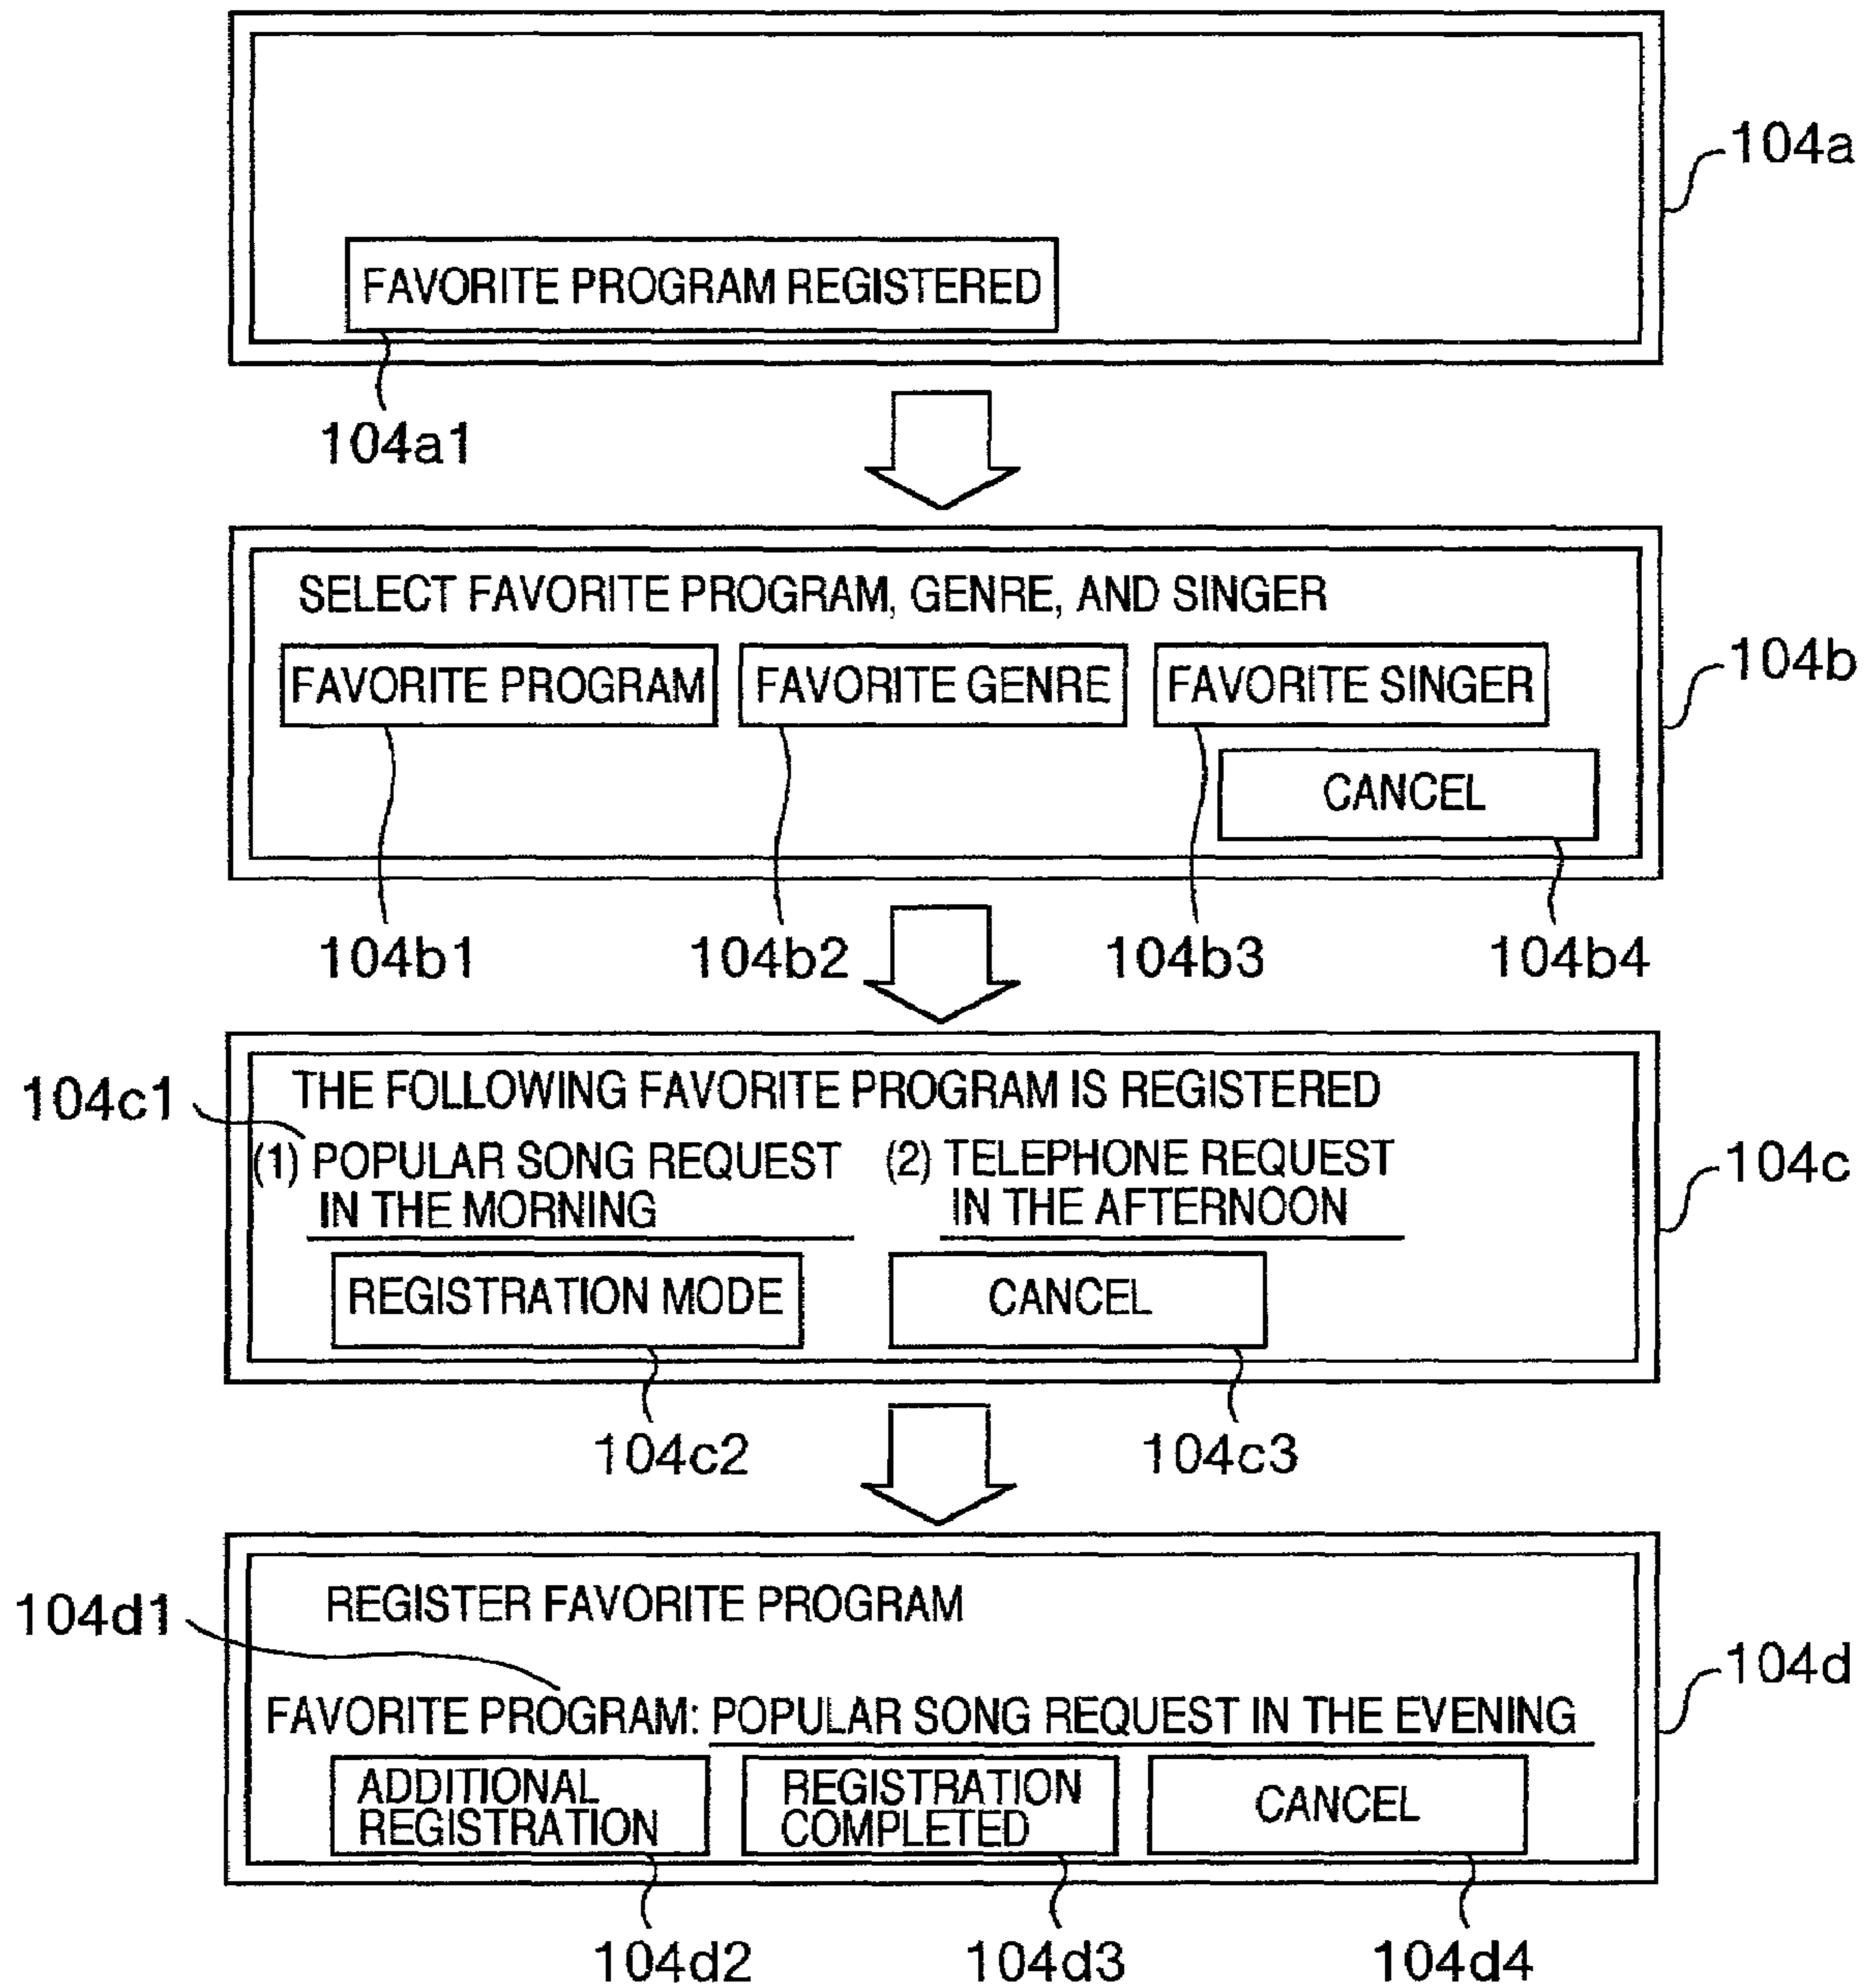 104a
FAVORITE PROGRAM REGISTERED
104a1
SELECT FAVORITE PROGRAM, GENRE, AND SINGER
104b
FAVORITE PROGRAM
FAVORITE GENRE
FAVORITE SINGER
CANCEL
104b1
104b2
104b3
104b4
THE FOLLOWING FAVORITE PROGRAM IS REGISTERED
104c1
(1) POPULAR SONG REQUEST
IN THE MORNING
(2) TELEPHONE REQUEST
IN THE AFTERNOON
104c
REGISTRATION MODE
CANCEL
104c2
104c3
REGISTER FAVORITE PROGRAM
104d1
104d
FAVORITE PROGRAM: POPULAR SONG REQUEST IN THE EVENING
ADDITIONAL
REGISTRATION
REGISTRATION
COMPLETED
CANCEL
104d2
104d3
104d4